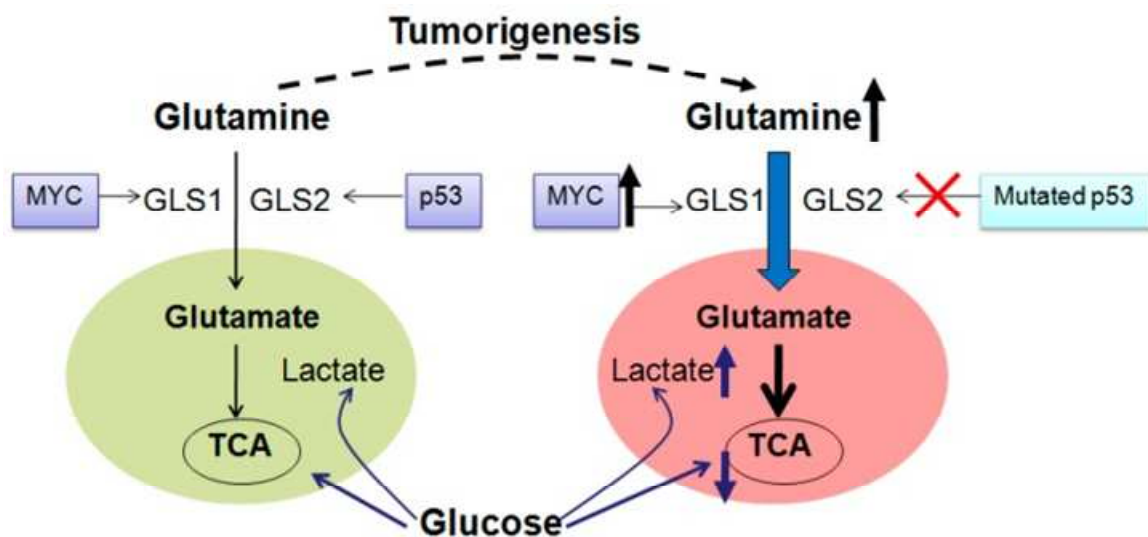 Tumorigenesis
Glutamine
Glutamine
MYC
GLS1
GLS2
p53
MYC
GLS1
GLS2
Mutated p53
Glutamate
Glutamate
Lactate
Lactate
TCA
TCA
Glucose